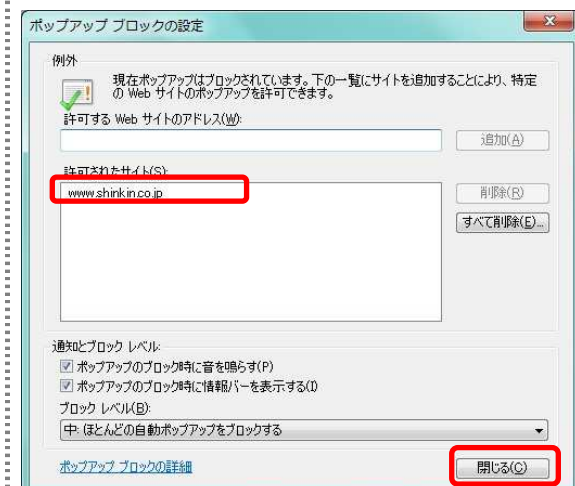 ポップアップ ブロックの設定
例外
現在ポップアップはブロックされています。下の一覧にサイトを追加することにより、特定
の Web サイトのポップアップを許可できます。
許可する Web サイトのアドレス(W):
追加(A)
許可されたサイト(S):
www.shinkin.co.jp
削除(R)
すべて削除(E)...
通知とブロック レベル:
ポップアップのブロック時に音を鳴らす(P)
ポップアップのブロック時に情報バーを表示する(I)
ブロック レベル(B):
中: ほとんどの自動ポップアップをブロックする
ポップアップ ブロックの詳細
閉じる(C)